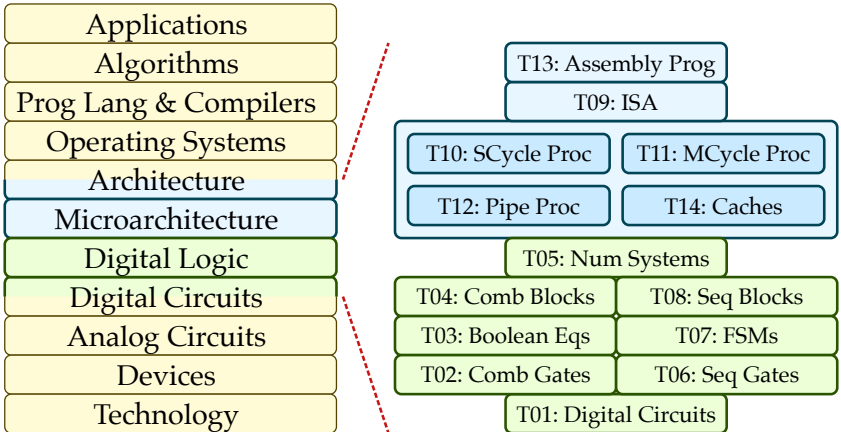 Applications
Algorithms
Prog Lang & Compilers
Operating Systems
Architecture
Microarchitecture
Digital Logic
Digital Circuits
Analog Circuits
Devices
Technology
T13: Assembly Prog
T09: ISA
T10: SCycle Proc
T11: MCycle Proc
T12: Pipe Proc
T14: Caches
T05: Num Systems
T04: Comb Blocks
T08: Seq Blocks
T03: Boolean Eqs
T07: FSMs
T02: Comb Gates
T06: Seq Gates
T01: Digital Circuits